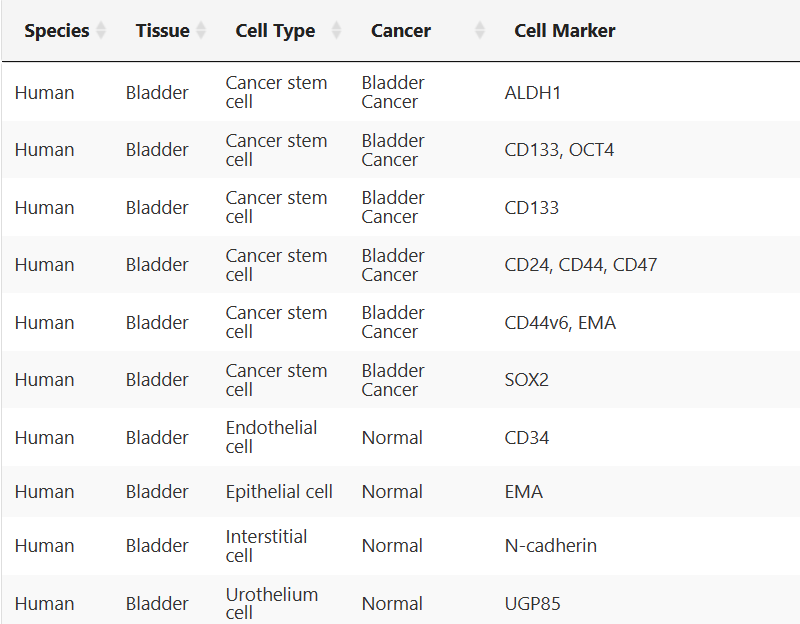 Species Tissue Cell Type Cancer Cell Marker
Human Bladder Cancer stem cell Bladder Cancer ALDH1
Human Bladder Cancer stem cell Bladder Cancer CD133, OCT4
Human Bladder Cancer stem cell Bladder Cancer CD133
Human Bladder Cancer stem cell Bladder Cancer CD24, CD44, CD47
Human Bladder Cancer stem cell Bladder Cancer CD44v6, EMA
Human Bladder Cancer stem cell Bladder Cancer SOX2
Human Bladder Endothelial cell Normal CD34
Human Bladder Epithelial cell Normal EMA
Human Bladder Interstitial cell Normal N-cadherin
Human Bladder Urothelium cell Normal UGP85